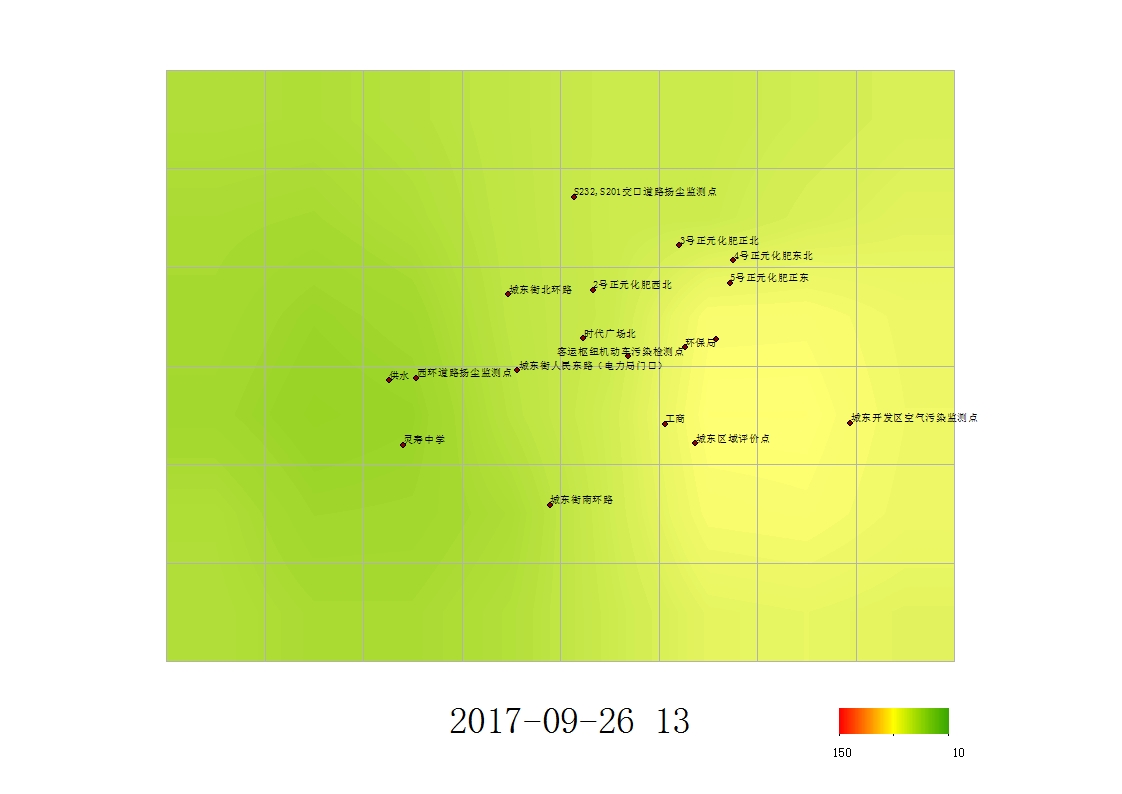 S232,S201交口道路扬尘监测点
3号正元化肥正北
4号正元化肥东北
5号正元化肥正东
2号正元化肥西北
城东街北环路
时代广场北
环保局
客运枢纽机动车污染检测点
城东街人民东路（电力局门口）
西环道路扬尘监测点
供水
工商
城东开发区空气污染监测点
城东区域评价点
灵寿中学
城东街南环路
2017-09-26 13
150
10